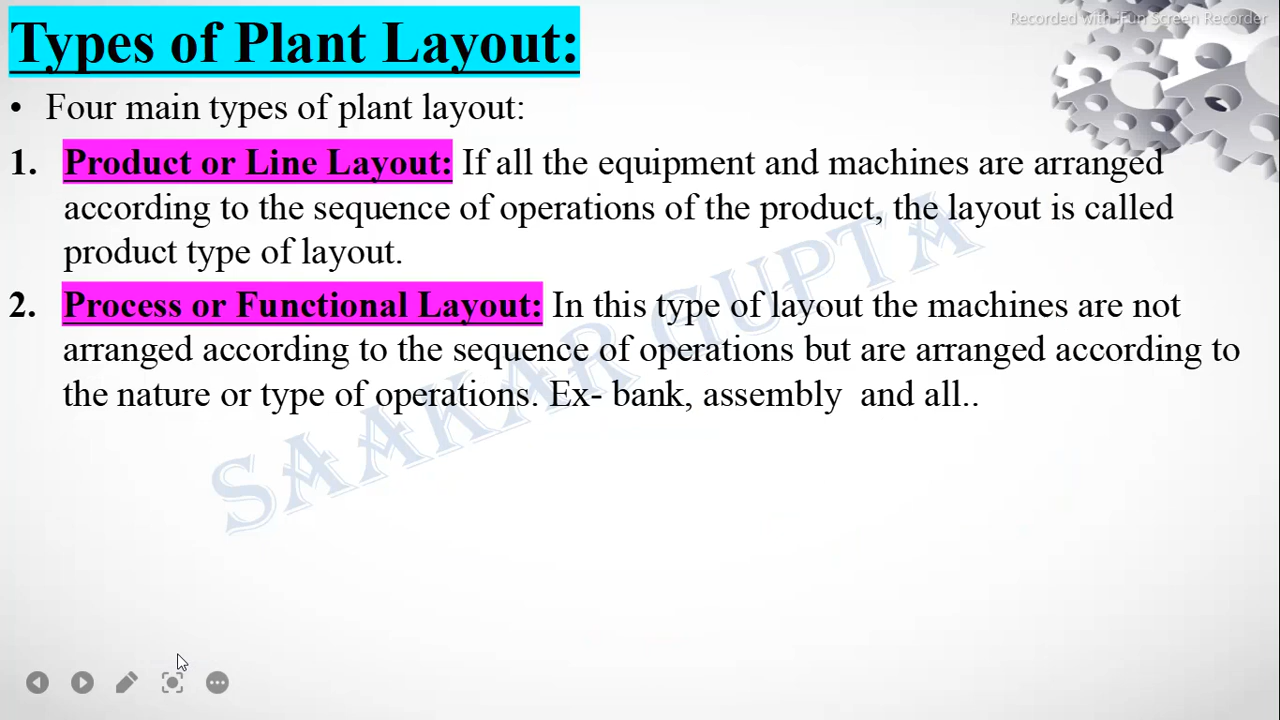 Recorded with iFun Screen Recorder
Types of Plant Layout:
• Four main types of plant layout:
1. Product or Line Layout: If all the equipment and machines are arranged
according to the sequence of operations of the product, the layout is called
product type of layout.
2. Process or Functional Layout: In this type of layout the machines are not
arranged according to the sequence of operations but are arranged according to
the nature or type of operations. Ex- bank, assembly  and all..
SAAKAR GUPTA